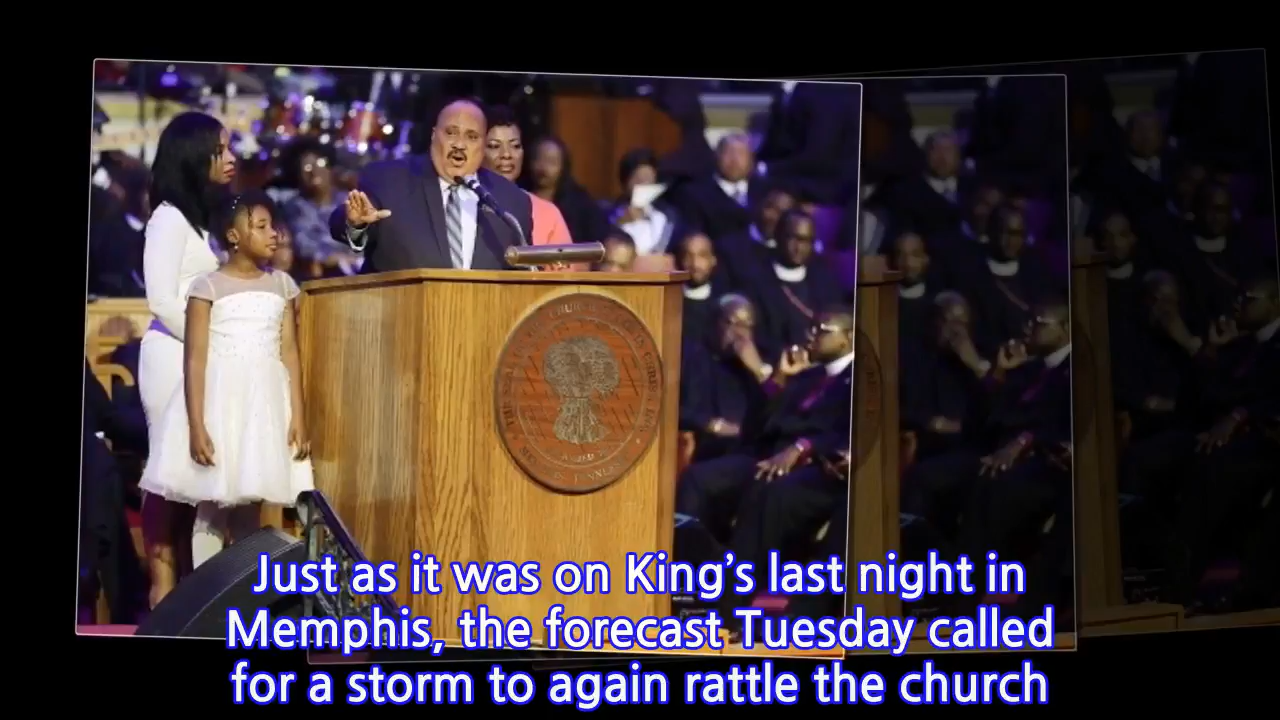 Just as it was on King's last night in
Memphis, the forecast Tuesday called
for a storm to again rattle the church